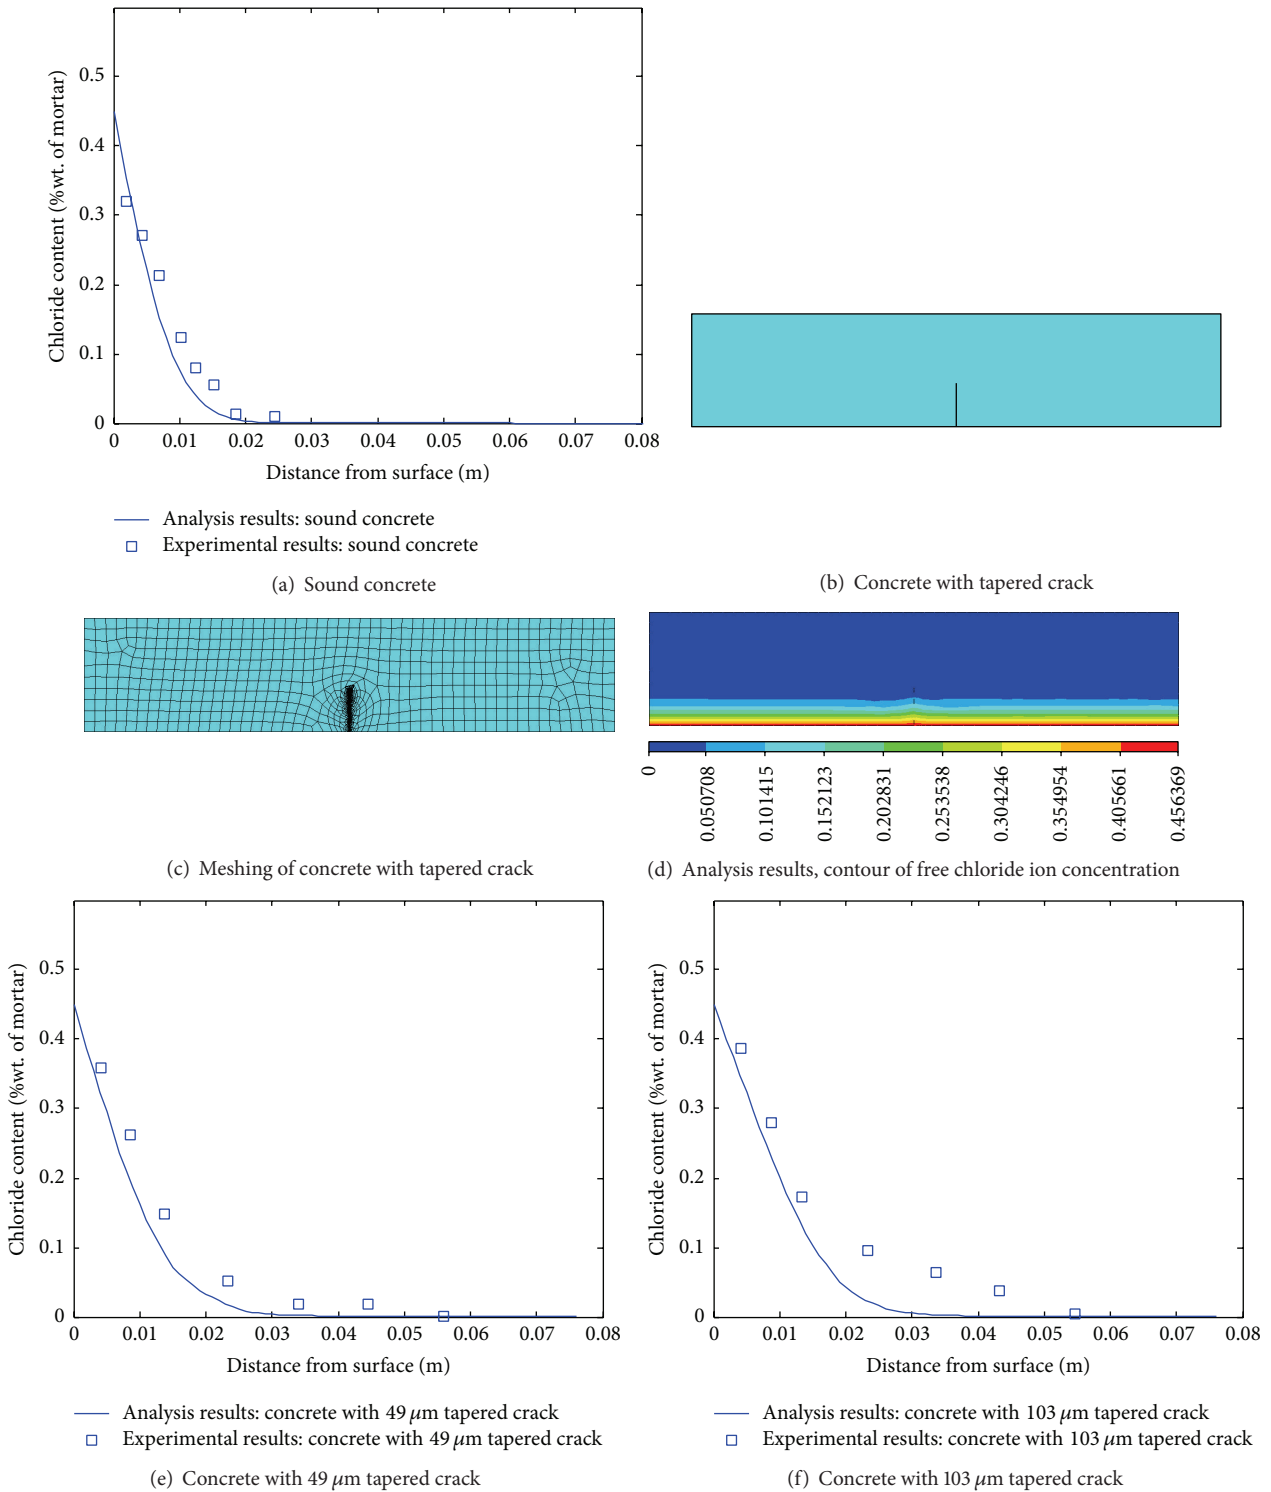 Chloride content (%wt. of mortar)
0.5
0.4
0.3
0.2
0.1
0
0 0.01 0.02 0.03 0.04 0.05 0.06 0.07 0.08
Distance from surface (m)
Analysis results: sound concrete
Experimental results: sound concrete
(a) Sound concrete
(b) Concrete with tapered crack
(c) Meshing of concrete with tapered crack
0 0.050708 0.101415 0.152123 0.202831 0.253538 0.304246 0.354954 0.405661 0.456369
(d) Analysis results, contour of free chloride ion concentration
Chloride content (%wt. of mortar)
0.5
0.4
0.3
0.2
0.1
0
0 0.01 0.02 0.03 0.04 0.05 0.06 0.07 0.08
Distance from surface (m)
Analysis results: concrete with 49 μm tapered crack
Experimental results: concrete with 49 μm tapered crack
(e) Concrete with 49 μm tapered crack
Chloride content (%wt. of mortar)
0.5
0.4
0.3
0.2
0.1
0
0 0.01 0.02 0.03 0.04 0.05 0.06 0.07 0.08
Distance from surface (m)
Analysis results: concrete with 103 μm tapered crack
Experimental results: concrete with 103 μm tapered crack
(f) Concrete with 103 μm tapered crack